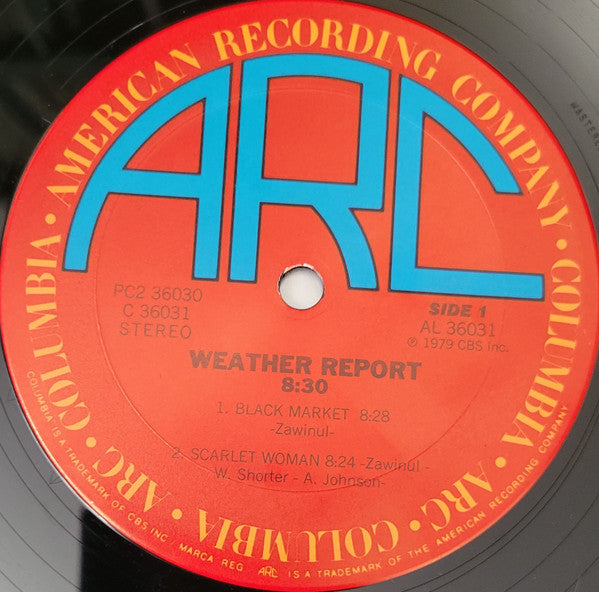 AMERICAN RECORDING COMPANY • COLUMBIA • ARC • COLUMBIA • ARC • COLUMBIA •
ARC
PC2 36030
C 36031
STEREO
SIDE 1
AL 36031
℗ 1979 CBS Inc.
WEATHER REPORT
8:30
1. BLACK MARKET 8:28
-Zawinul-
2. SCARLET WOMAN 8:24 -Zawinul -
W. Shorter - A. Johnson-
COLUMBIA IS A TRADEMARK OF CBS INC. MARCA REG. ARC IS A TRADEMARK OF THE AMERICAN RECORDING COMPANY